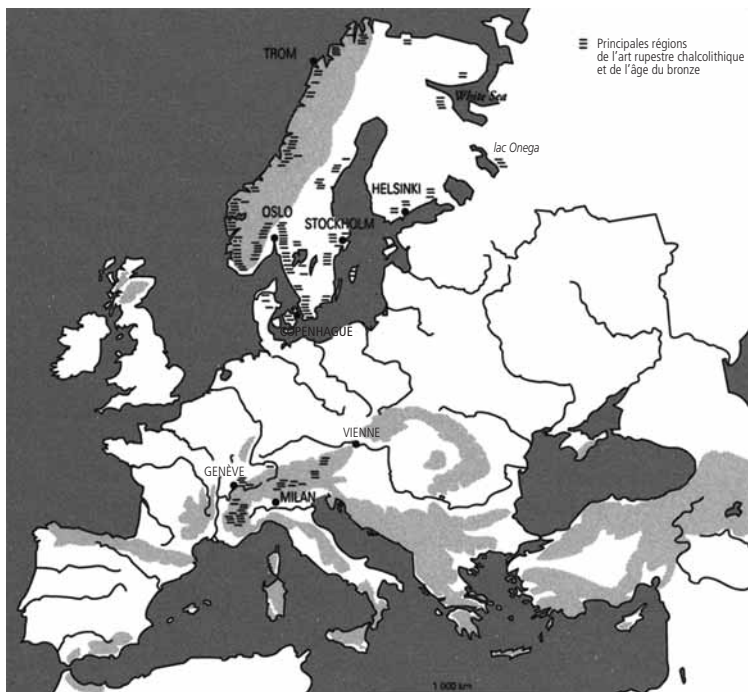 TROM
Principales régions
de l'art rupestre chalcolithique
et de l'âge du bronze
White Sea
lac Onega
HELSINKI
OSLO
STOCKHOLM
COPENHAGUE
VIENNE
GENÈVE
MILAN
1 000 km